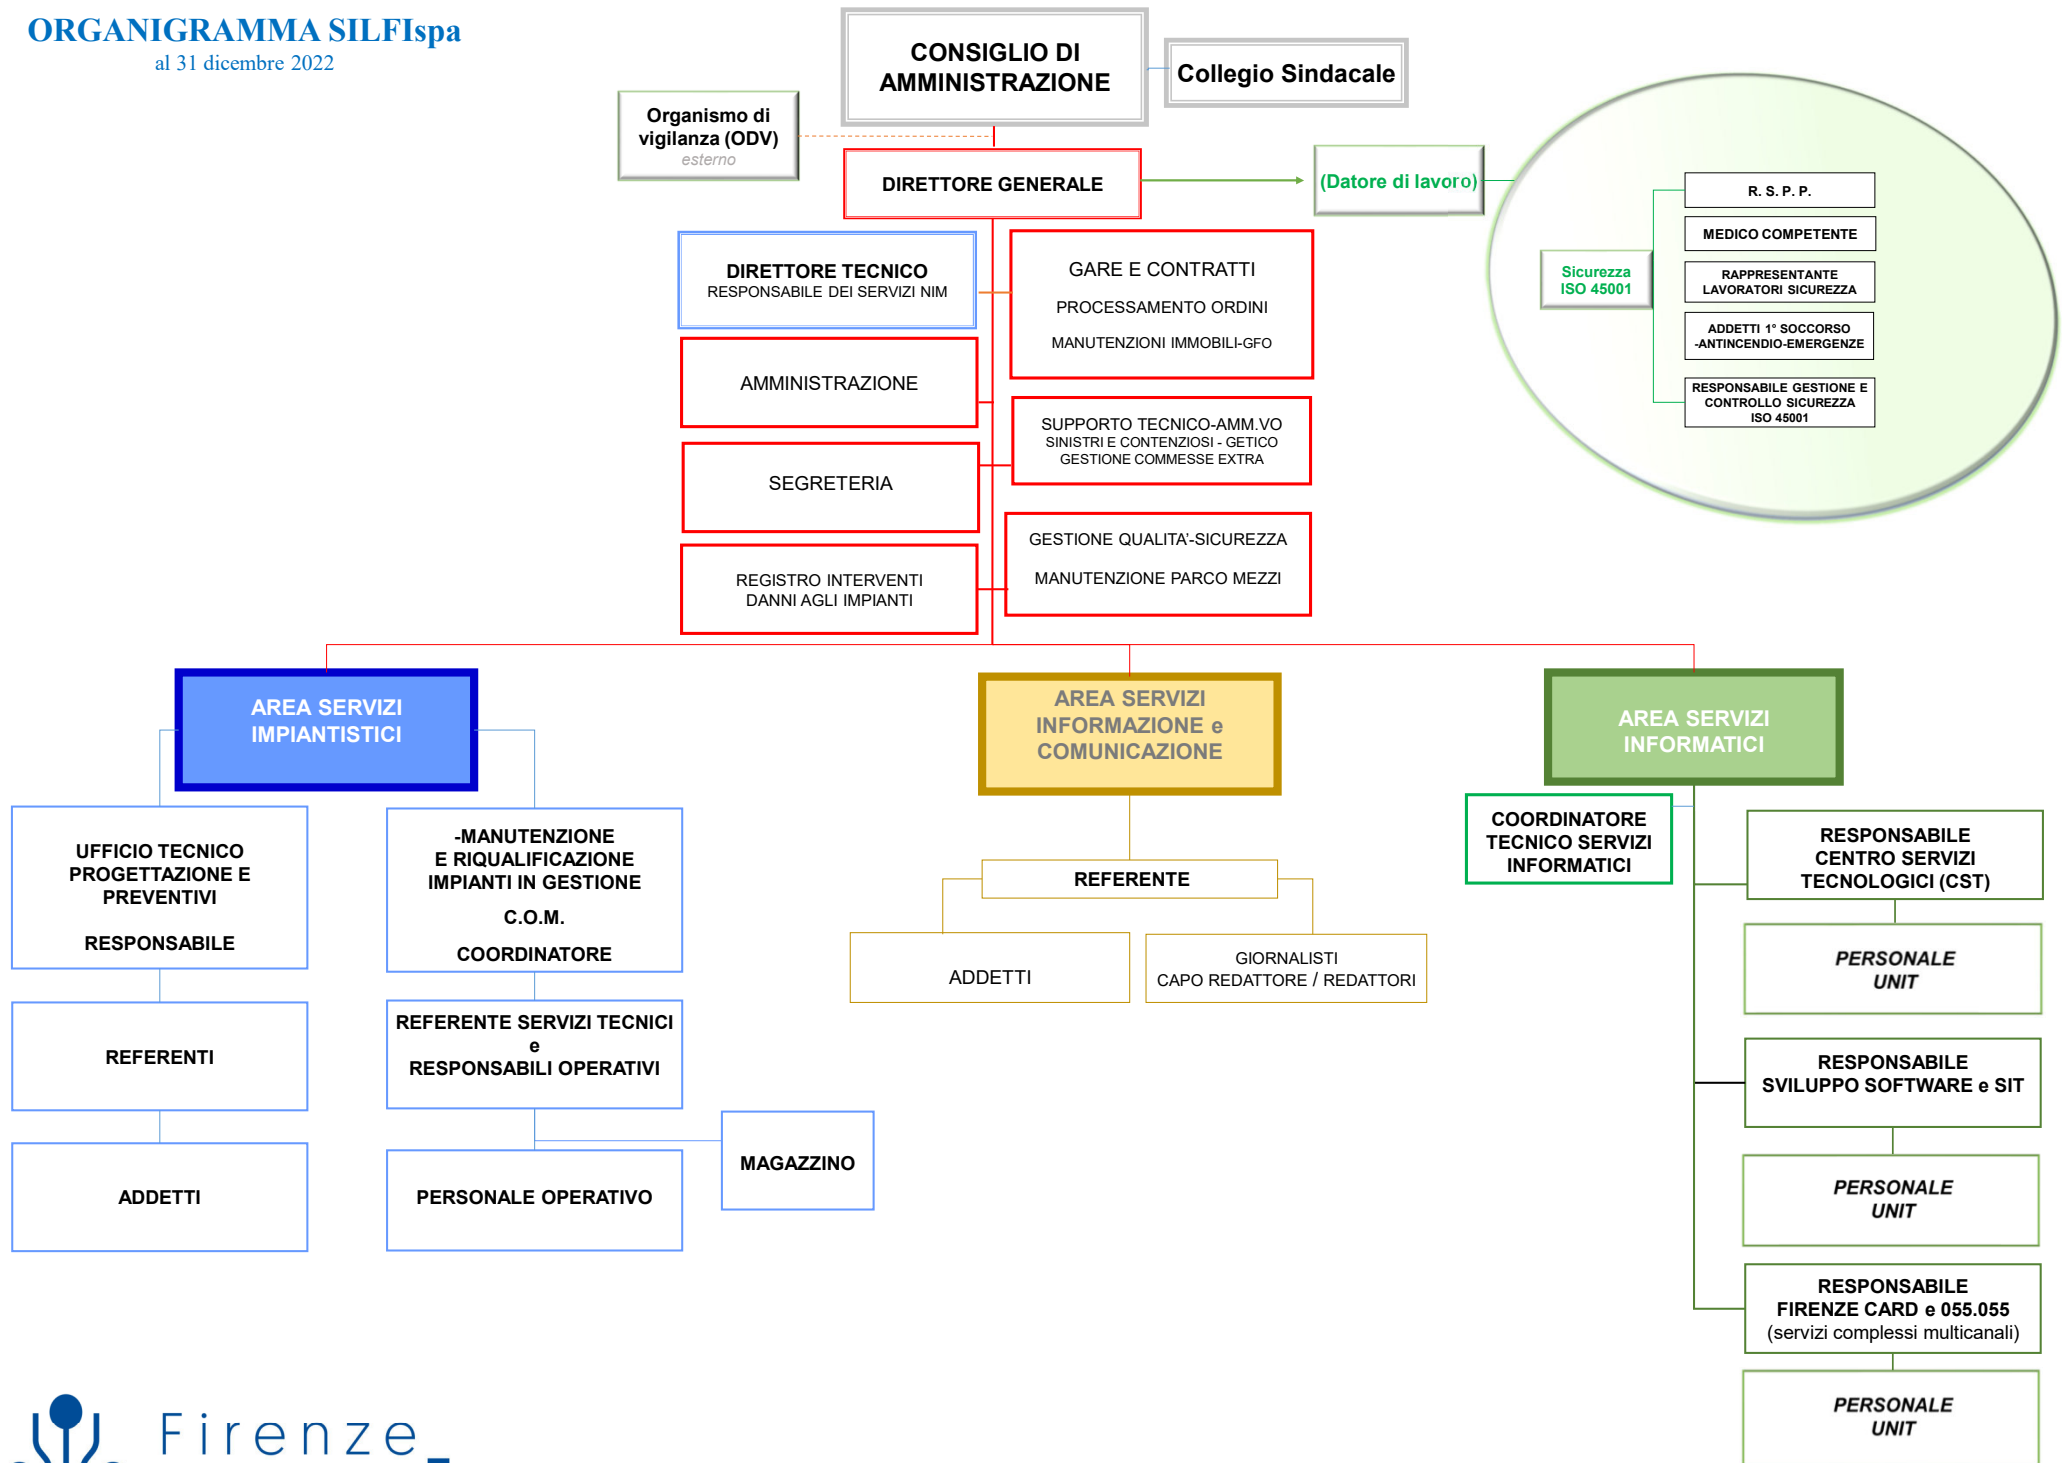 ORGANIGRAMMA SILFIspa
al 31 dicembre 2022
CONSIGLIO DI
AMMINISTRAZIONE
Collegio Sindacale
Organismo di
vigilanza (ODV)
esterno
DIRETTORE GENERALE
(Datore di lavoro)
Sicurezza
ISO 45001
R. S. P. P.
MEDICO COMPETENTE
RAPPRESENTANTE
LAVORATORI SICUREZZA
ADDETTI 1° SOCCORSO
-ANTINCENDIO-EMERGENZE
RESPONSABILE GESTIONE E
CONTROLLO SICUREZZA
ISO 45001
DIRETTORE TECNICO
RESPONSABILE DEI SERVIZI NIM
GARE E CONTRATTI
PROCESSAMENTO ORDINI
MANUTENZIONI IMMOBILI-GFO
AMMINISTRAZIONE
SUPPORTO TECNICO-AMM.VO
SINISTRI E CONTENZIOSI - GETICO
GESTIONE COMMESSE EXTRA
SEGRETERIA
GESTIONE QUALITA'-SICUREZZA
MANUTENZIONE PARCO MEZZI
REGISTRO INTERVENTI
DANNI AGLI IMPIANTI
AREA SERVIZI
IMPIANTISTICI
UFFICIO TECNICO
PROGETTAZIONE E
PREVENTIVI
RESPONSABILE
REFERENTI
ADDETTI
-MANUTENZIONE
E RIQUALIFICAZIONE
IMPIANTI IN GESTIONE
C.O.M.
COORDINATORE
REFERENTE SERVIZI TECNICI
e
RESPONSABILI OPERATIVI
PERSONALE OPERATIVO
MAGAZZINO
AREA SERVIZI
INFORMAZIONE e
COMUNICAZIONE
REFERENTE
ADDETTI
GIORNALISTI
CAPO REDATTORE / REDATTORI
AREA SERVIZI
INFORMATICI
COORDINATORE
TECNICO SERVIZI
INFORMATICI
RESPONSABILE
CENTRO SERVIZI
TECNOLOGICI (CST)
PERSONALE
UNIT
RESPONSABILE
SVILUPPO SOFTWARE e SIT
PERSONALE
UNIT
RESPONSABILE
FIRENZE CARD e 055.055
(servizi complessi multicanali)
PERSONALE
UNIT
Firenze